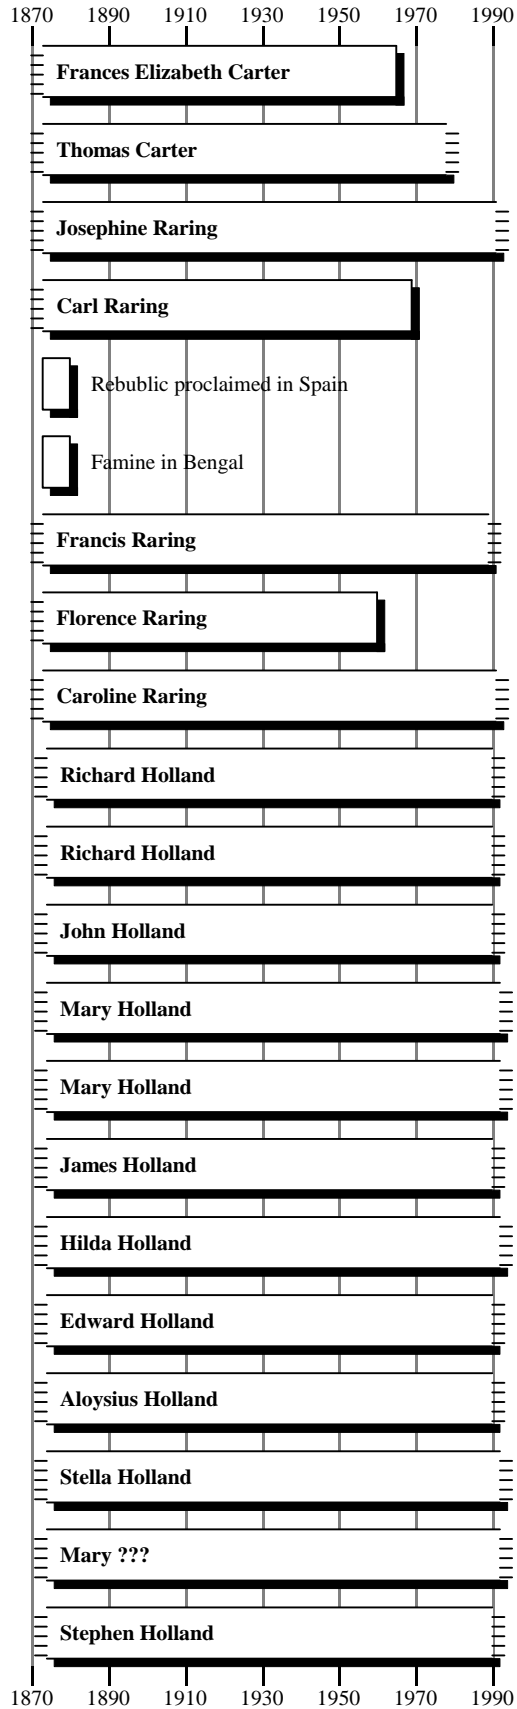 1870 1890 1910 1930 1950 1970 1990
Frances Elizabeth Carter
Thomas Carter
Josephine Raring
Carl Raring
Rebublic proclaimed in Spain
Famine in Bengal
Francis Raring
Florence Raring
Caroline Raring
Richard Holland
Richard Holland
John Holland
Mary Holland
Mary Holland
James Holland
Hilda Holland
Edward Holland
Aloysius Holland
Stella Holland
Mary ???
Stephen Holland
1870 1890 1910 1930 1950 1970 1990